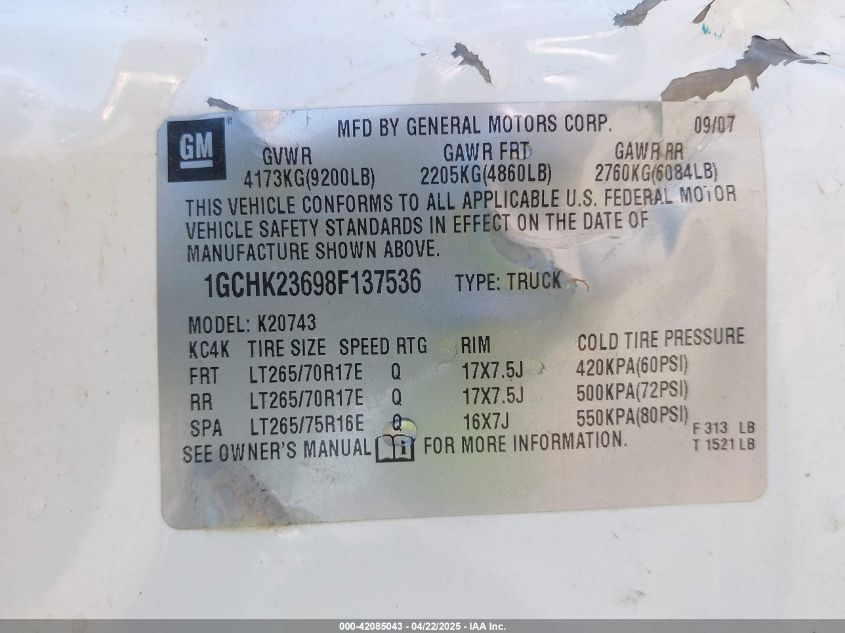 GM ®
MFD BY GENERAL MOTORS CORP. 09/07
GVWR GAWR FRT GAWR RR
4173KG(9200LB) 2205KG(4860LB) 2760KG(6084LB)
THIS VEHICLE CONFORMS TO ALL APPLICABLE U.S. FEDERAL MOTOR
VEHICLE SAFETY STANDARDS IN EFFECT ON THE DATE OF
MANUFACTURE SHOWN ABOVE.
1GCHK23698F137536 TYPE: TRUCK
MODEL: K20743
KC4K TIRE SIZE SPEED RTG RIM COLD TIRE PRESSURE
FRT LT265/70R17E Q 17X7.5J 420KPA(60PSI)
RR LT265/70R17E Q 17X7.5J 500KPA(72PSI)
SPA LT265/75R16E Q 16X7J 550KPA(80PSI)
F 313 LB
SEE OWNER'S MANUAL i FOR MORE INFORMATION. T 1521 LB
000-42085043 - 04/22/2025 - IAA Inc.